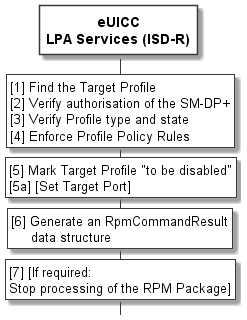 eUICC
LPA Services (ISD-R)
[1] Find the Target Profile
[2] Verify authorisation of the SM-DP+
[3] Verify Profile type and state
[4] Enforce Profile Policy Rules
[5] Mark Target Profile "to be disabled"
[5a] [Set Target Port]
[6] Generate an RpmCommandResult
data structure
[7] [If required:
Stop processing of the RPM Package]